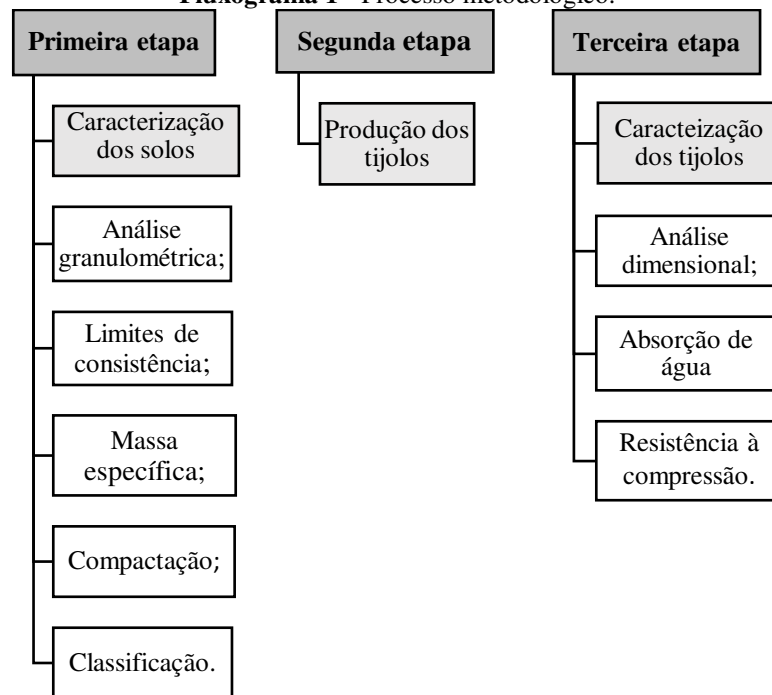 Fluxograma 1 - Processo metodológico.
Primeira etapa
Caracterização
dos solos
Análise
granulométrica;
Limites de
consistência;
Massa
específica;
Compactação;
Classificação.
Segunda etapa
Produção dos
tijolos
Terceira etapa
Caracteização
dos tijolos
Análise
dimensional;
Absorção de
água
Resistência à
compressão.